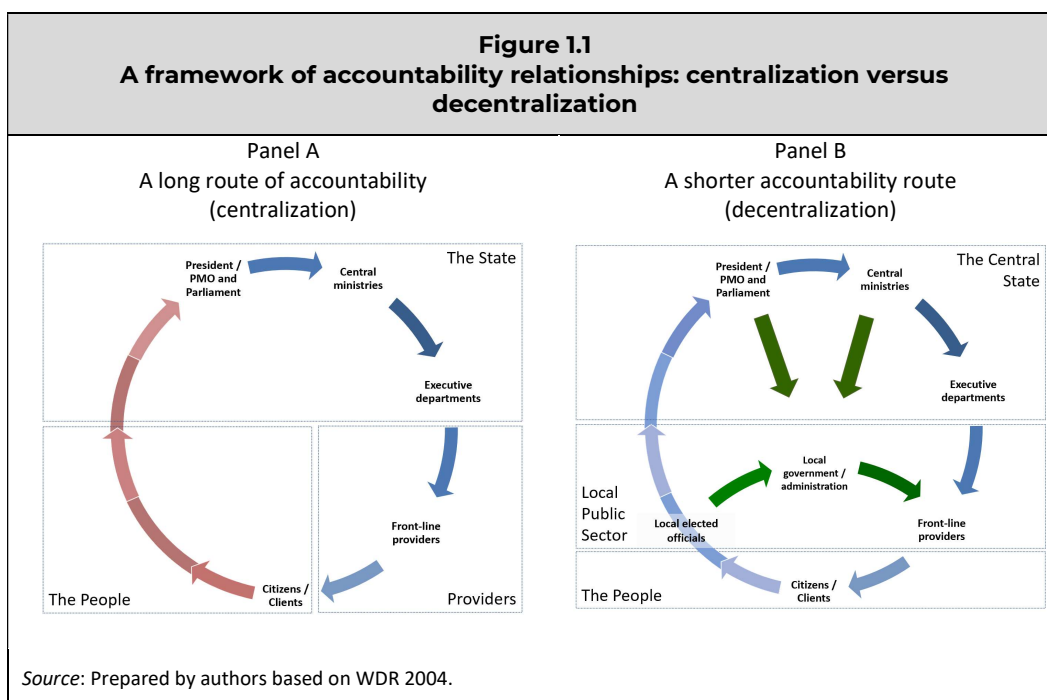 Figure 1.1
A framework of accountability relationships: centralization versus
decentralization
Panel A
A long route of accountability
(centralization)
The State
President /
PMO and
Parliament
Central
ministries
Executive
departments
Front-line
providers
Citizens /
Clients
The People
Providers
Panel B
A shorter accountability route
(decentralization)
The Central
State
President /
PMO and
Parliament
Central
ministries
Executive
departments
Local
government /
administration
Local
Public
Sector
Local elected
officials
Front-line
providers
The People
Citizens /
Clients
Source: Prepared by authors based on WDR 2004.